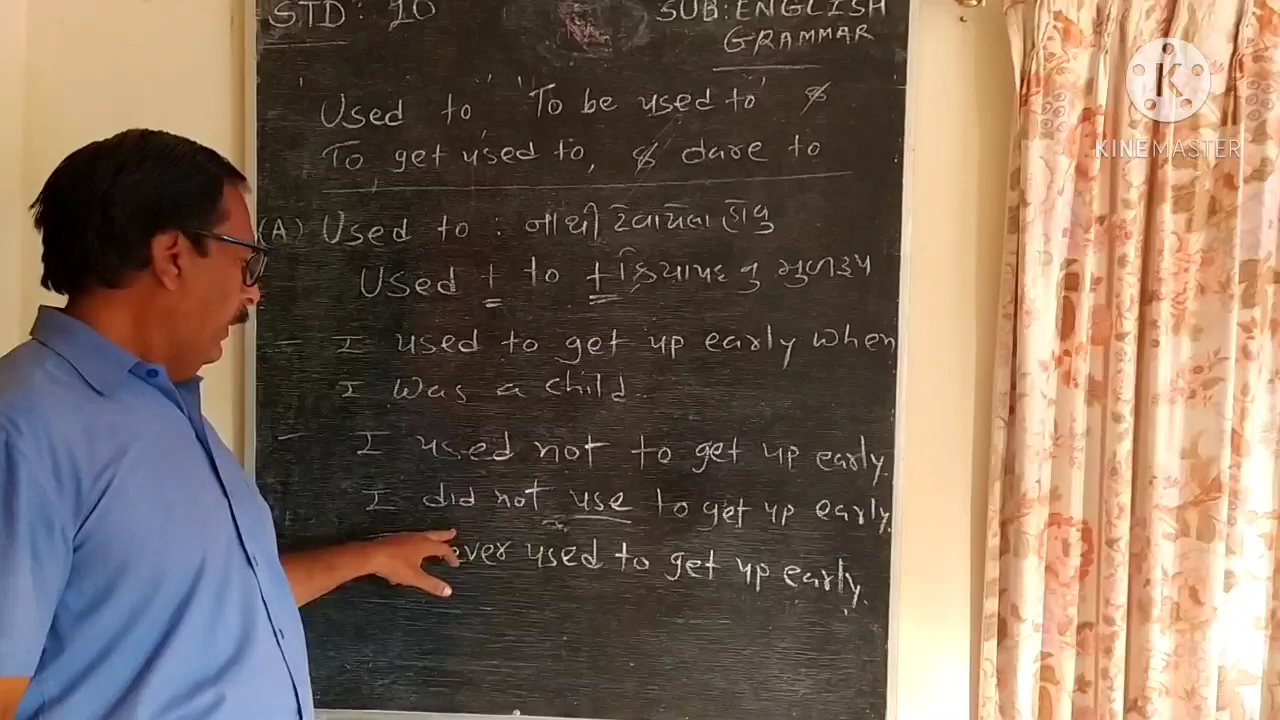 STD: 10
SUB: ENGLISH
GRAMMAR
'Used to' 'To be used to' &
To get used to, & dare to
(A) Used to : નાથી ટેવાયેલા હોવુ
Used + to + ક્રિયાપદ નુ મુળરૂપ
- I used to get up early when
I was a child.
- I used not to get up early.
I did not use to get up early.
ever used to get up early.
KINEMASTER